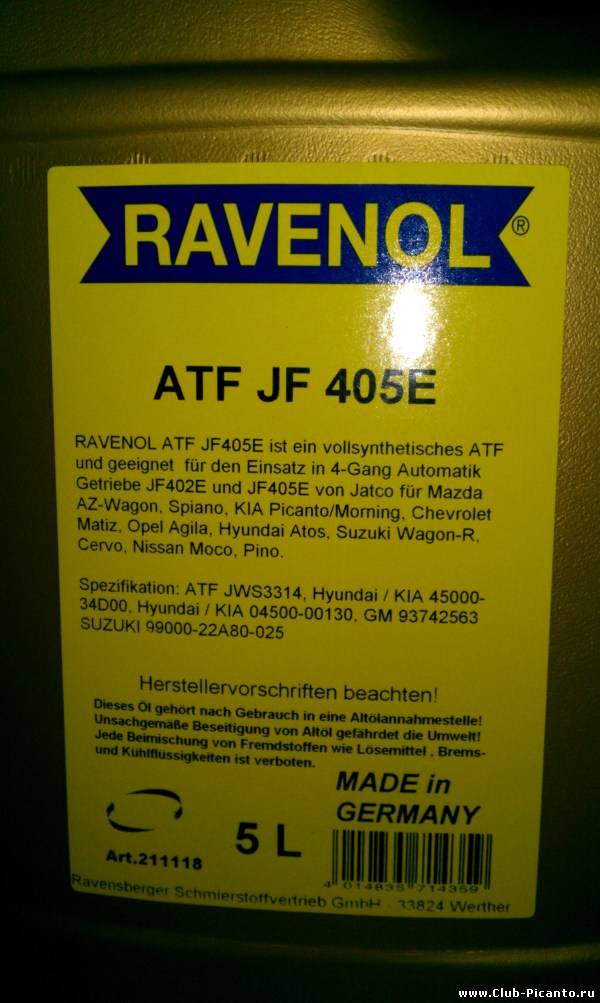 RAVENOL®
ATF JF 405E
RAVENOL ATF JF405E ist ein vollsynthetisches ATF
und geeignet für den Einsatz in 4-Gang Automatik
Getriebe JF402E und JF405E von Jatco für Mazda
AZ-Wagon, Spiano, KIA Picanto/Morning, Chevrolet
Matiz, Opel Agila, Hyundai Atos, Suzuki Wagon-R,
Cervo, Nissan Moco, Pino.
Spezifikation: ATF JWS3314, Hyundai / KIA 45000-
34D00, Hyundai / KIA 04500-00130, GM 93742563
SUZUKI 99000-22A80-025
Herstellervorschriften beachten!
Dieses Öl gehört nach Gebrauch in eine Altölannahmestelle!
Unsachgemäße Beseitigung von Altöl gefährdet die Umwelt!
Jede Beimischung von Fremdstoffen wie Lösemittel , Brems-
und Kühlflüssigkeiten ist verboten.
MADE in
GERMANY
5 L
Art.211118
4 014835 714359
Ravensberger Schmierstoffvertrieb GmbH - 33824 Werther
www.Club-Picanto.ru